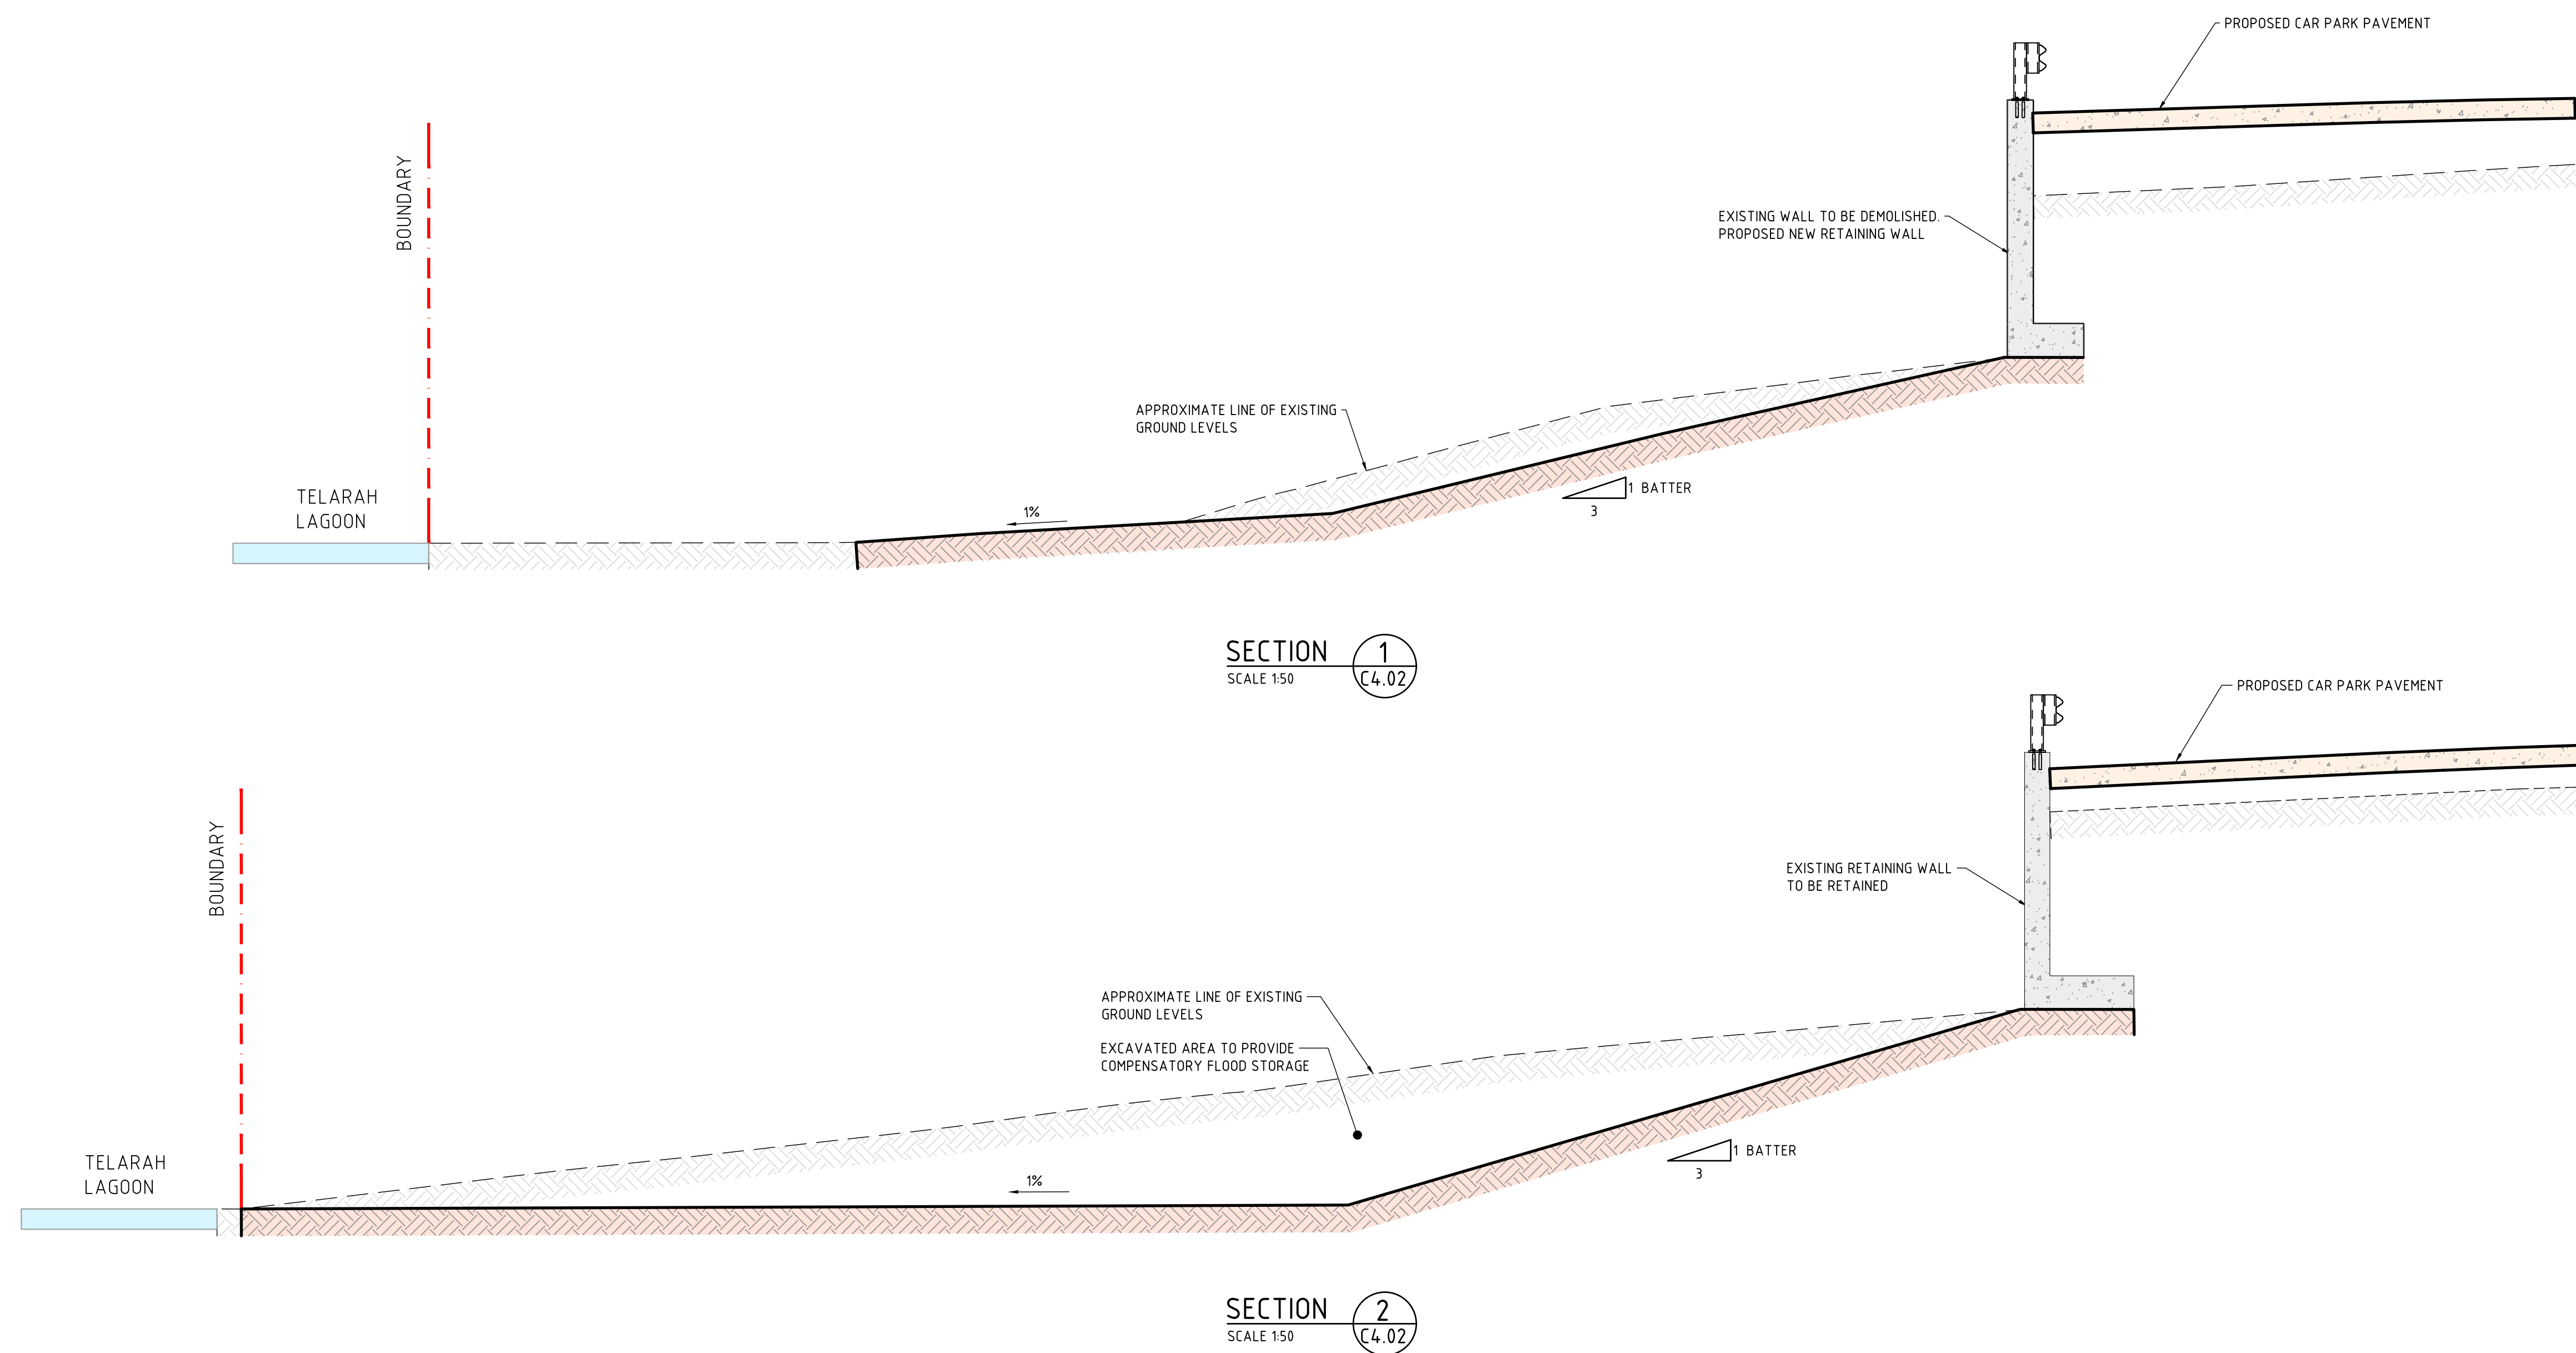 PROPOSED CAR PARK PAVEMENT
BOUNDARY
EXISTING WALL TO BE DEMOLISHED.
PROPOSED NEW RETAINING WALL
APPROXIMATE LINE OF EXISTING
GROUND LEVELS
TELARAH
LAGOON
1%
1 BATTER
3
SECTION 1
SCALE 1:50 C4.02
PROPOSED CAR PARK PAVEMENT
BOUNDARY
EXISTING RETAINING WALL
TO BE RETAINED
APPROXIMATE LINE OF EXISTING
GROUND LEVELS
EXCAVATED AREA TO PROVIDE
COMPENSATORY FLOOD STORAGE
TELARAH
LAGOON
1%
1 BATTER
3
SECTION 2
SCALE 1:50 C4.02